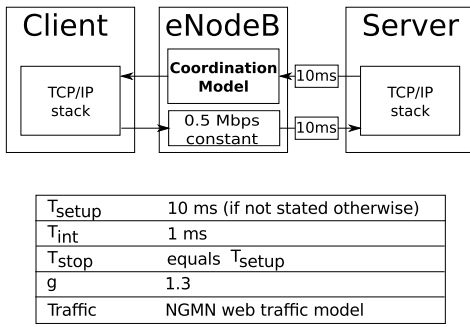 Client
eNodeB
Server
TCP/IP
stack
Coordination
Model
0.5 Mbps
constant
10ms
10ms
TCP/IP
stack
Tsetup 10 ms (if not stated otherwise)
Tint 1 ms
Tstop equals Tsetup
g 1.3
Traffic NGMN web traffic model